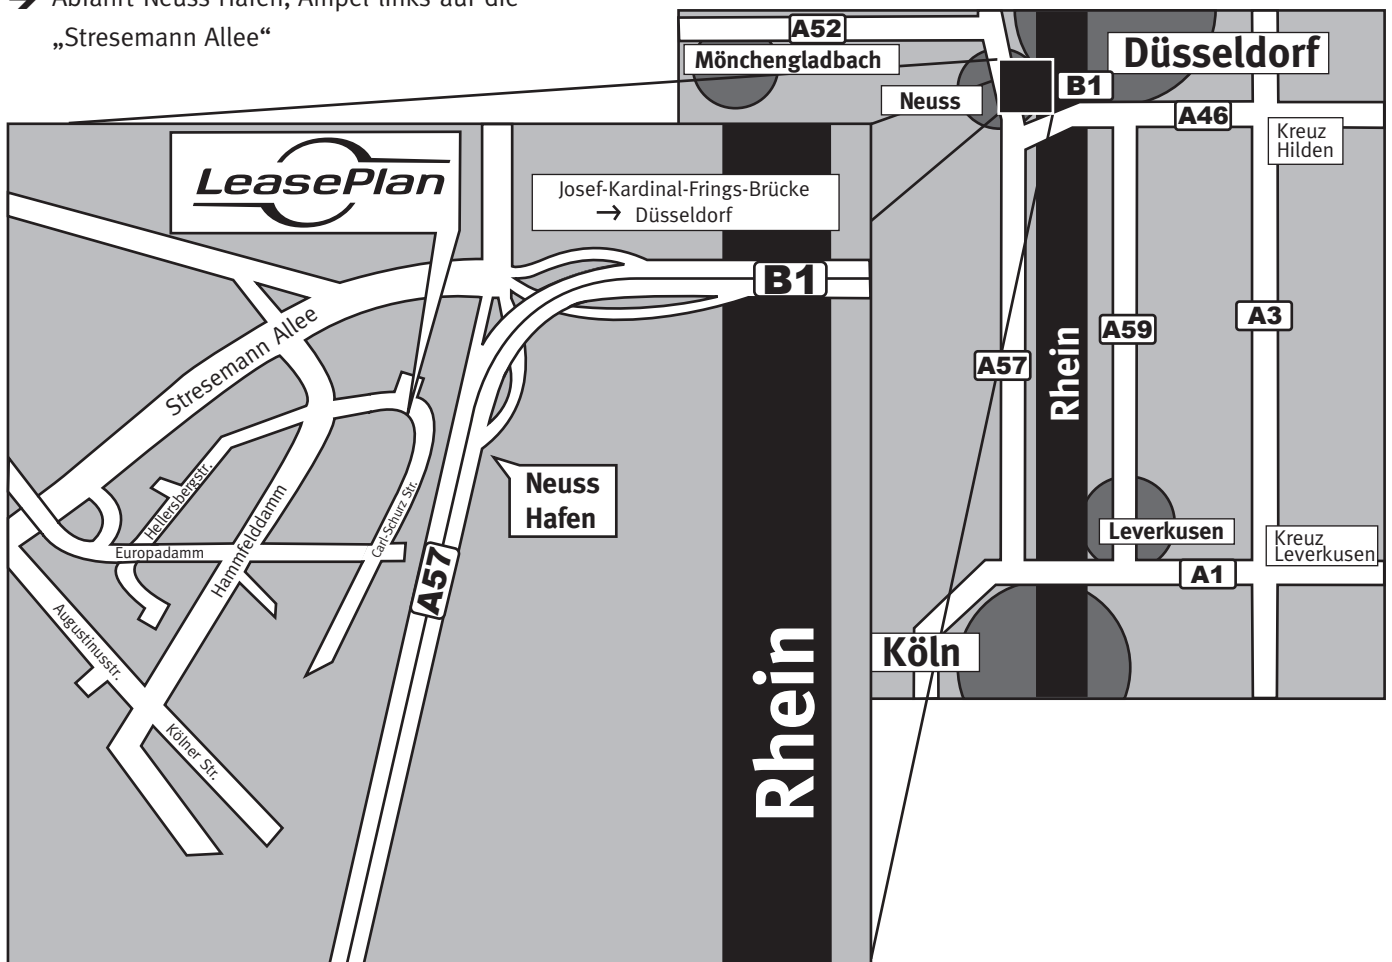 Abfahrt Neuss Hafen, Ampel links auf die
„Stresemann Allee“
A52
Mönchengladbach
Düsseldorf
Neuss
B1
A46
Kreuz
Hilden
LeasePlan
Josef-Kardinal-Frings-Brücke
→ Düsseldorf
B1
Stresemann Allee
A57
Rhein
A59
A3
Neuss
Hafen
Hellersbergstr.
Hammfelddamm
Carl-Schurz Str.
Europadamm
A57
Augustinusstr.
Kölner Str.
Rhein
Leverkusen
Kreuz
Leverkusen
A1
Köln